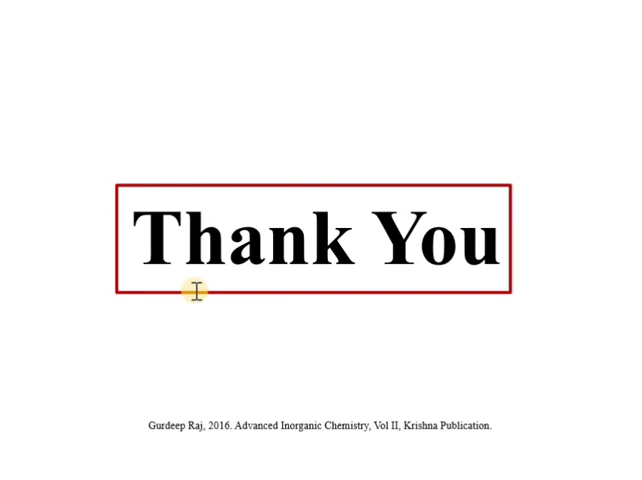 Thank You
Gurdeep Raj, 2016. Advanced Inorganic Chemistry, Vol II, Krishna Publication.